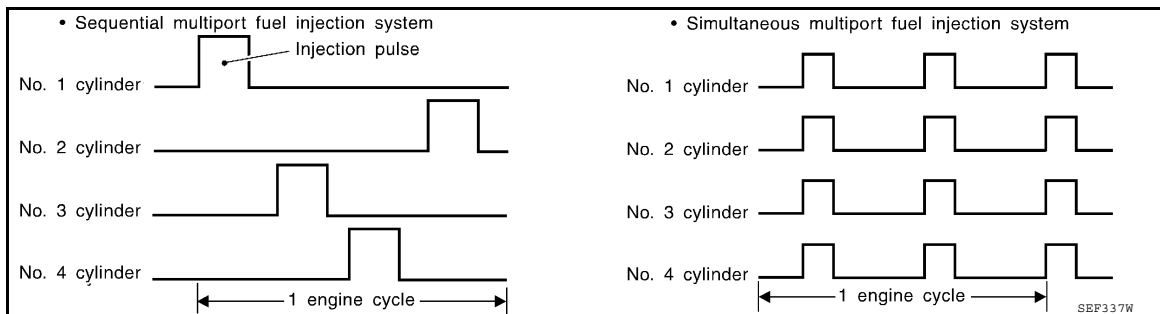 • Sequential multiport fuel injection system
Injection pulse
No. 1 cylinder
No. 2 cylinder
No. 3 cylinder
No. 4 cylinder
1 engine cycle
• Simultaneous multiport fuel injection system
No. 1 cylinder
No. 2 cylinder
No. 3 cylinder
No. 4 cylinder
1 engine cycle
SEF337W